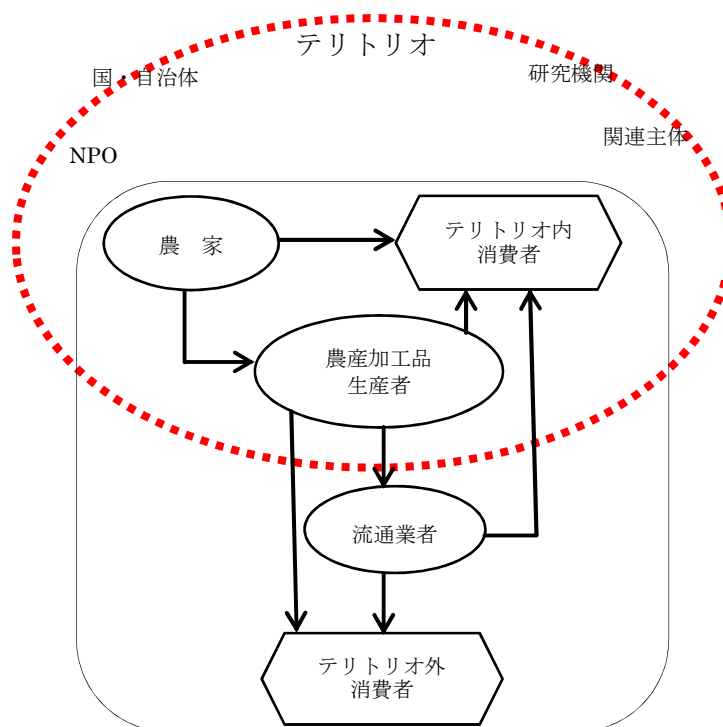 テリトリオ
国・自治体
研究機関
関連主体
NPO
農　家
テリトリオ内
消費者
農産加工品
生産者
流通業者
テリトリオ外
消費者